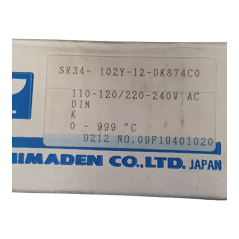 SR34- 102Y-12-DK874C0
110-120/220-240V AC
DIN
K
0 -999 °C
9212 NO.09F19401020
IMADEN CO.,LTD. JAPAN